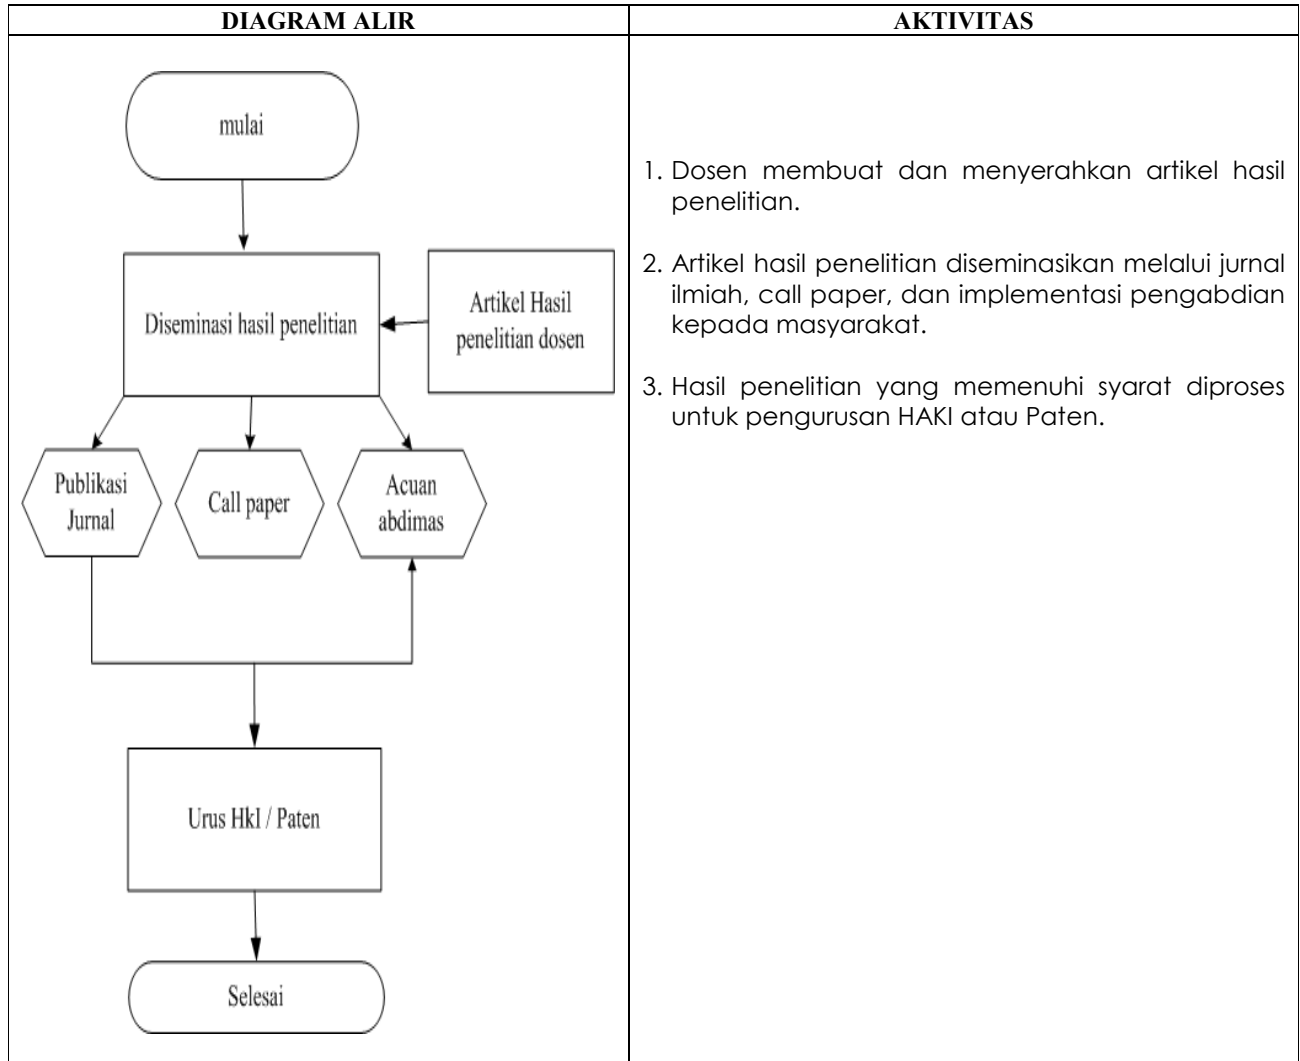 DIAGRAM ALIR
AKTIVITAS
mulai
Diseminasi hasil penelitian
Artikel Hasil
penelitian dosen
Publikasi
Jurnal
Call paper
Acuan
abdimas
Urus HkI / Paten
Selesai
1. Dosen membuat dan menyerahkan artikel hasil
penelitian.
2. Artikel hasil penelitian diseminasikan melalui jurnal
ilmiah, call paper, dan implementasi pengabdian
kepada masyarakat.
3. Hasil penelitian yang memenuhi syarat diproses
untuk pengurusan HAKI atau Paten.